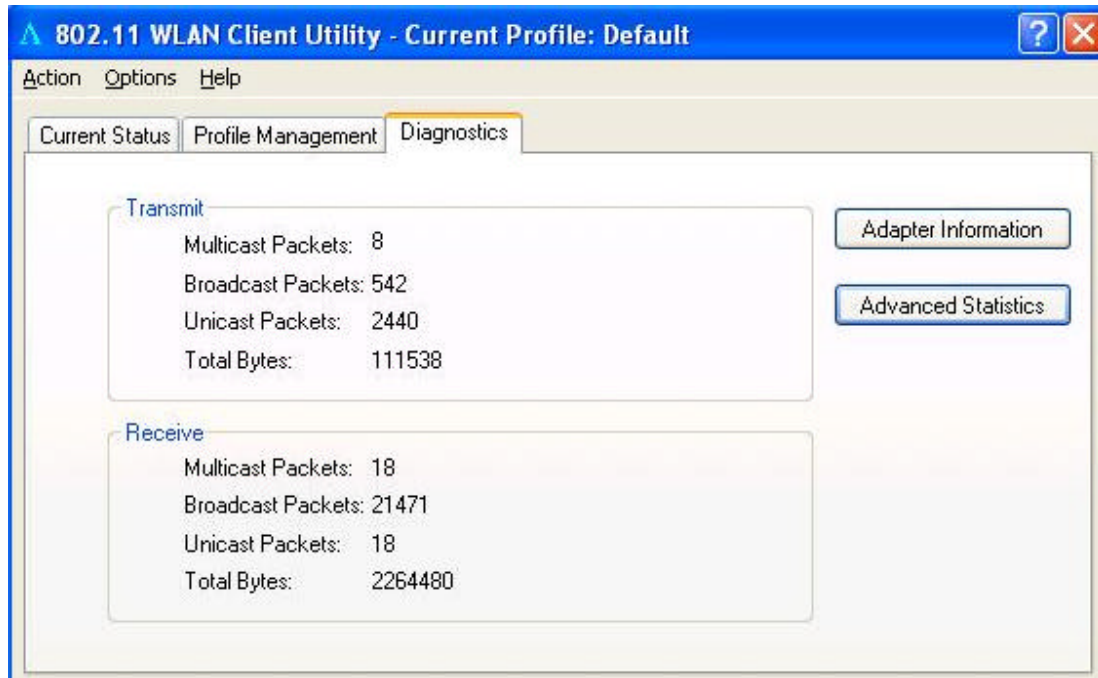 802.11 WLAN Client Utility - Current Profile: Default
Action Options Help
Current Status Profile Management Diagnostics
Transmit
Multicast Packets: 8
Broadcast Packets: 542
Unicast Packets: 2440
Total Bytes: 111538
Adapter Information
Advanced Statistics
Receive
Multicast Packets: 18
Broadcast Packets: 21471
Unicast Packets: 18
Total Bytes: 2264480